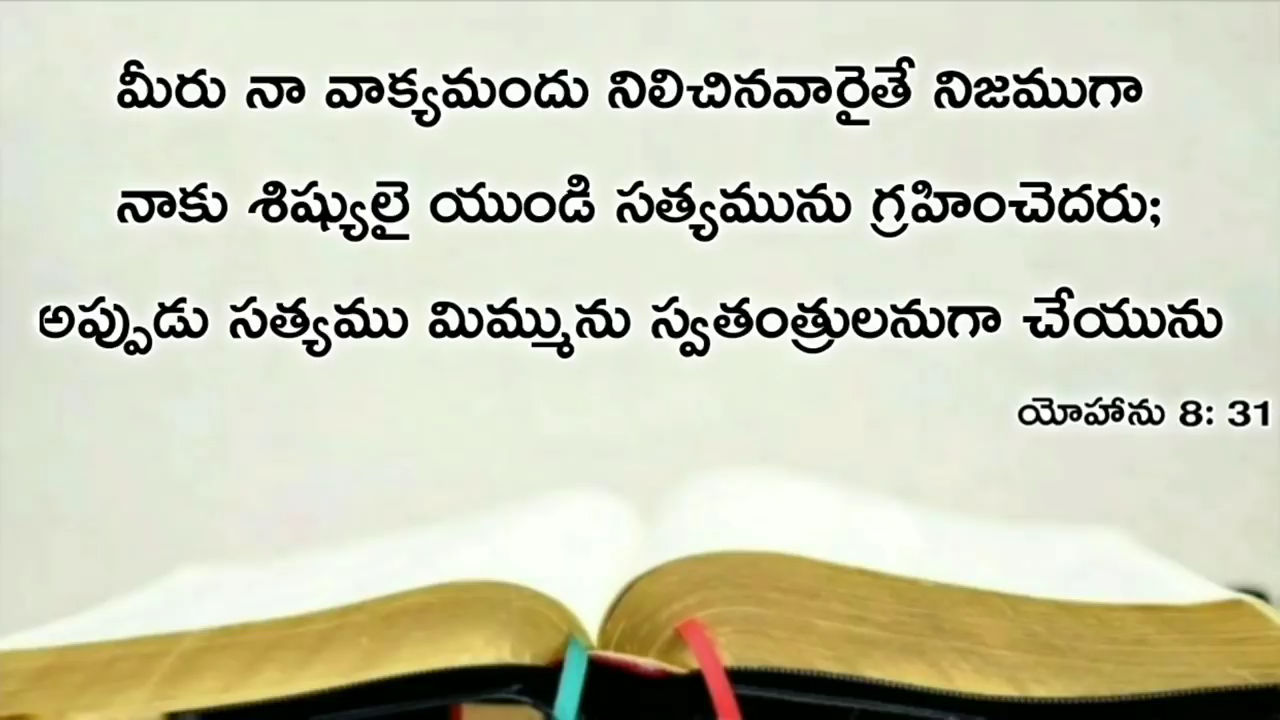 మీరు నా వాక్యమందు నిలిచినవారైతే నిజముగా
నాకు శిష్యులై యుండి సత్యమును గ్రహించెదరు;
అప్పుడు సత్యము మిమ్మును స్వతంత్రులనుగా చేయును
యోహాను 8: 31